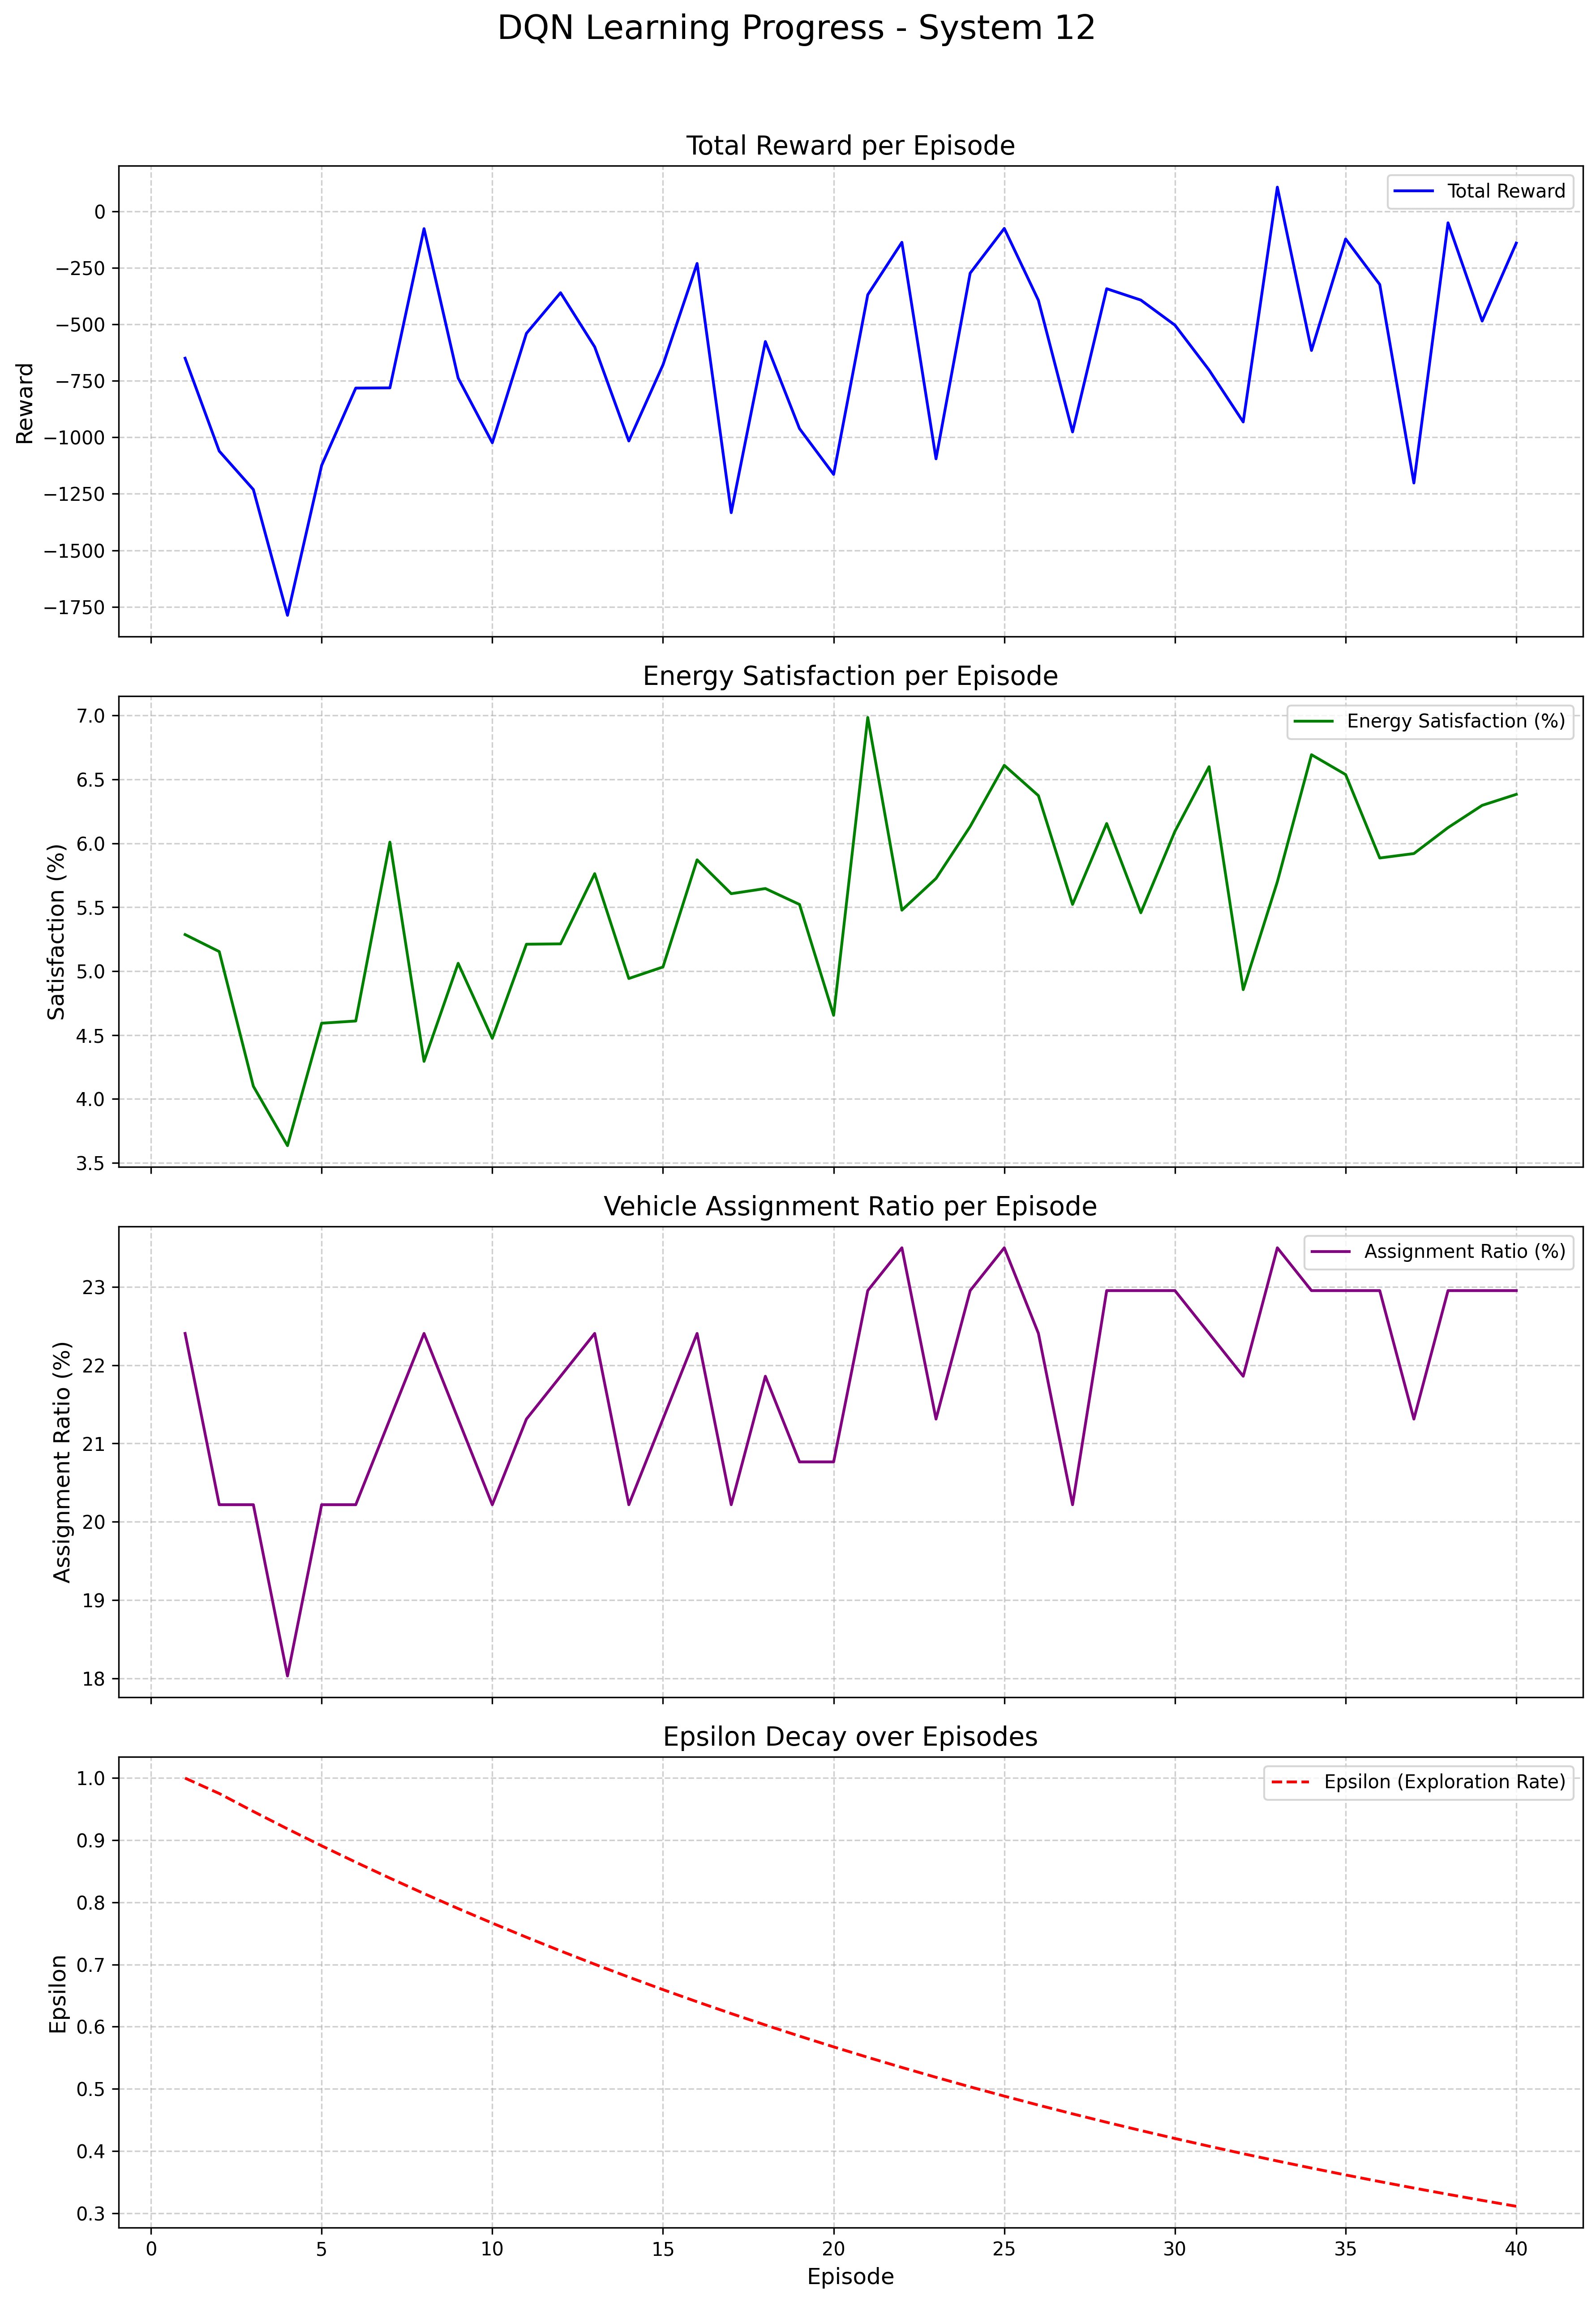 DQN Learning Progress - System 12
Total Reward per Episode
Total Reward
0
−250
−500
−750
−1000
−1250
−1500
−1750
Reward
Energy Satisfaction per Episode
Energy Satisfaction (%)
7.0
6.5
6.0
5.5
5.0
4.5
4.0
3.5
Satisfaction (%)
Vehicle Assignment Ratio per Episode
Assignment Ratio (%)
23
22
21
20
19
18
Assignment Ratio (%)
Epsilon Decay over Episodes
Epsilon (Exploration Rate)
1.0
0.9
0.8
0.7
0.6
0.5
0.4
0.3
Epsilon
0 5 10 15 20 25 30 35 40
Episode